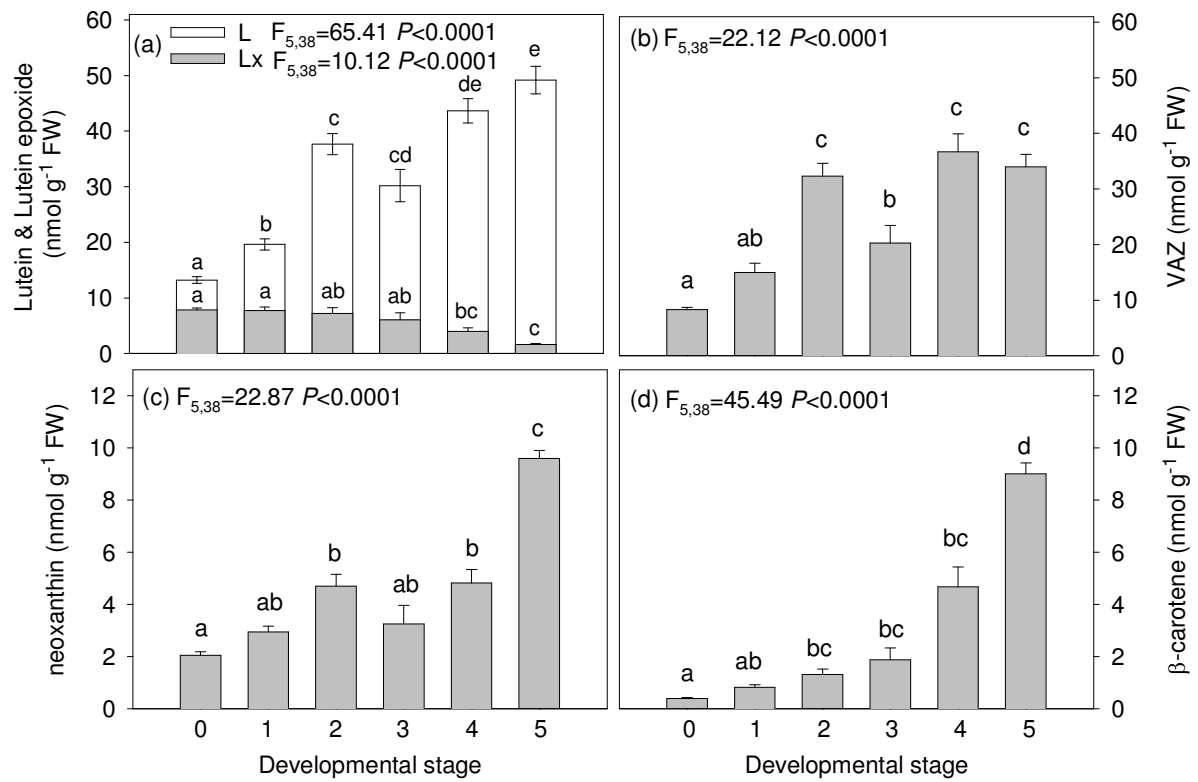 (a)
L F5,38=65.41 P<0.0001
Lx F5,38=10.12 P<0.0001
60
50
40
30
20
10
0
Lutein & Lutein epoxide
(nmol g-1 FW)
a
b
c
cd
de
e
a
a
ab
ab
bc
c
(b) F5,38=22.12 P<0.0001
a
ab
c
b
c
c
60
50
40
30
20
10
0
VAZ (nmol g-1 FW)
(c) F5,38=22.87 P<0.0001
12
10
8
6
4
2
0
neoxanthin (nmol g-1 FW)
a
ab
b
ab
b
c
0 1 2 3 4 5
Developmental stage
(d) F5,38=45.49 P<0.0001
a
ab
bc
bc
bc
d
12
10
8
6
4
2
0
β-carotene (nmol g-1 FW)
0 1 2 3 4 5
Developmental stage